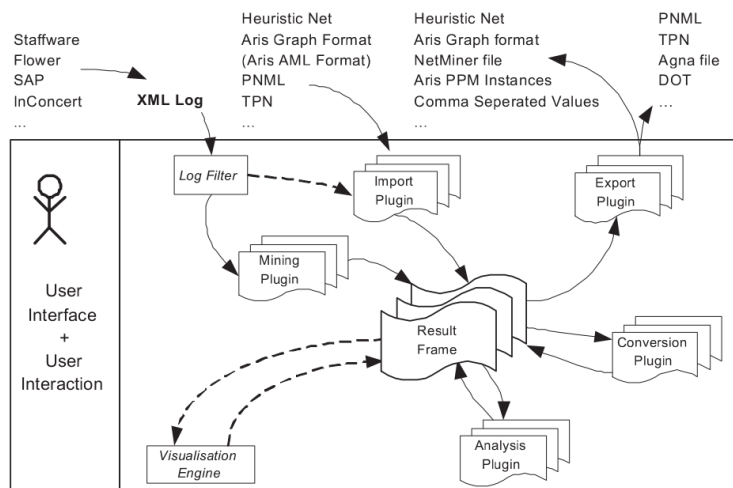 Staffware
Flower
SAP
InConcert
...
XML Log
Heuristic Net
Aris Graph Format
(Aris AML Format)
PNML
TPN
...
Heuristic Net
Aris Graph format
NetMiner file
Aris PPM Instances
Comma Seperated Values
...
PNML
TPN
Agna file
DOT
...
Log Filter
Import
Plugin
Export
Plugin
Mining
Plugin
User
Interface
+
User
Interaction
Result
Frame
Conversion
Plugin
Visualisation
Engine
Analysis
Plugin